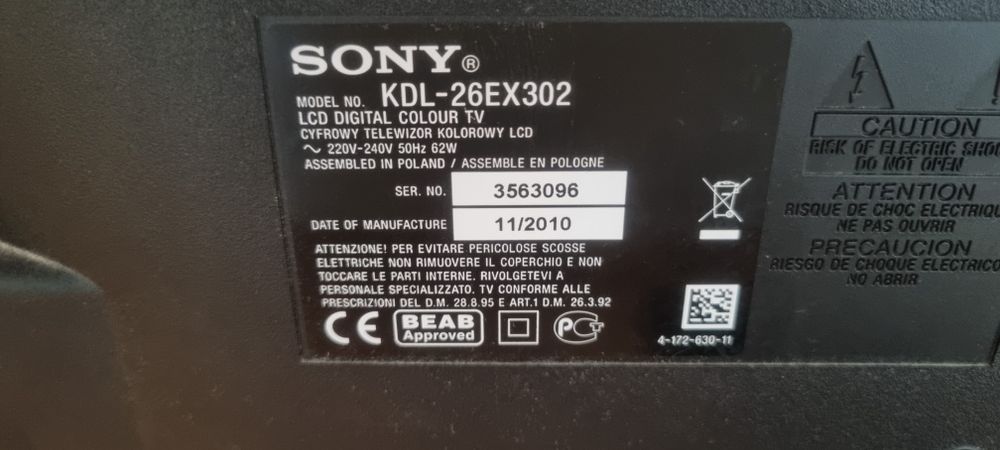 SONY®
MODEL NO. KDL-26EX302
LCD DIGITAL COLOUR TV
CYFROWY TELEWIZOR KOLOROWY LCD
~ 220V-240V 50Hz 62W
ASSEMBLED IN POLAND / ASSEMBLE EN POLOGNE
SER. NO. 3563096
DATE OF MANUFACTURE 11/2010
ATTENZIONE! PER EVITARE PERICOLOSE SCOSSE
ELETTRICHE NON RIMUOVERE IL COPERCHIO E NON
TOCCARE LE PARTI INTERNE. RIVOLGETEVI A
PERSONALE SPECIALIZZATO. TV CONFORME ALLE
PRESCRIZIONI DEL D.M. 28.8.95 E ART.1 D.M. 26.3.92
CE BEAB
Approved
PCT
4-172-630-11
CAUTION
RISK OF ELECTRIC SHOC
DO NOT OPEN
ATTENTION
RISQUE DE CHOC ELECTRIQU
NE PAS OUVRIR
PRECAUCION
RIESGO DE CHOQUE ELECTRICO
NO ABRIR